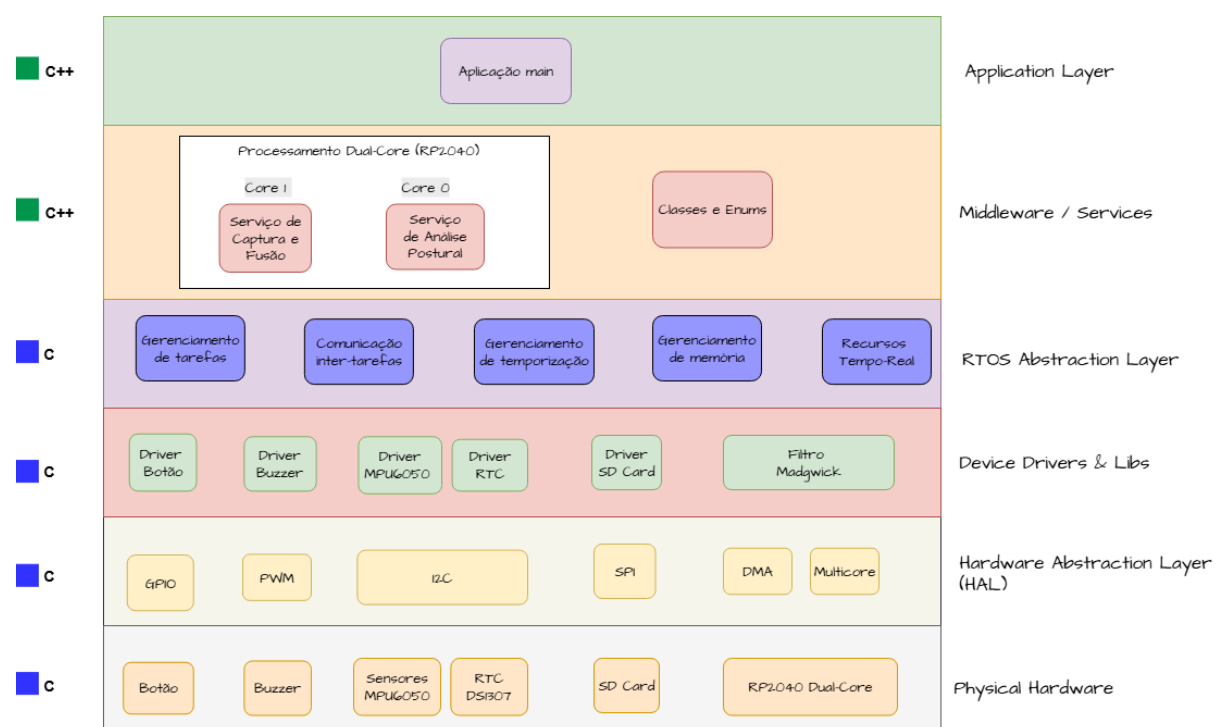 C++
Aplicação main
Application Layer
Processamento Dual-Core (RP2040)
Core 1
Core 0
Serviço de
Captura e
Fusão
Serviço
de Análise
Postural
Classes e Enums
C++
Middleware / Services
Gerenciamento
de tarefas
Comunicação
inter-tarefas
Gerenciamento
de temporização
Gerenciamento
de memória
Recursos
Tempo-Real
C
RTOS Abstraction Layer
Driver
Botão
Driver
Buzzer
Driver
MPU6050
Driver
RTC
Driver
SD Card
Filtro
Madgwick
C
Device Drivers & Libs
GPIO
PWM
I2C
SPI
DMA
Multicore
C
Hardware Abstraction Layer
(HAL)
Botão
Buzzer
Sensores
MPU6050
RTC
DS1307
SD Card
RP2040 Dual-Core
C
Physical Hardware